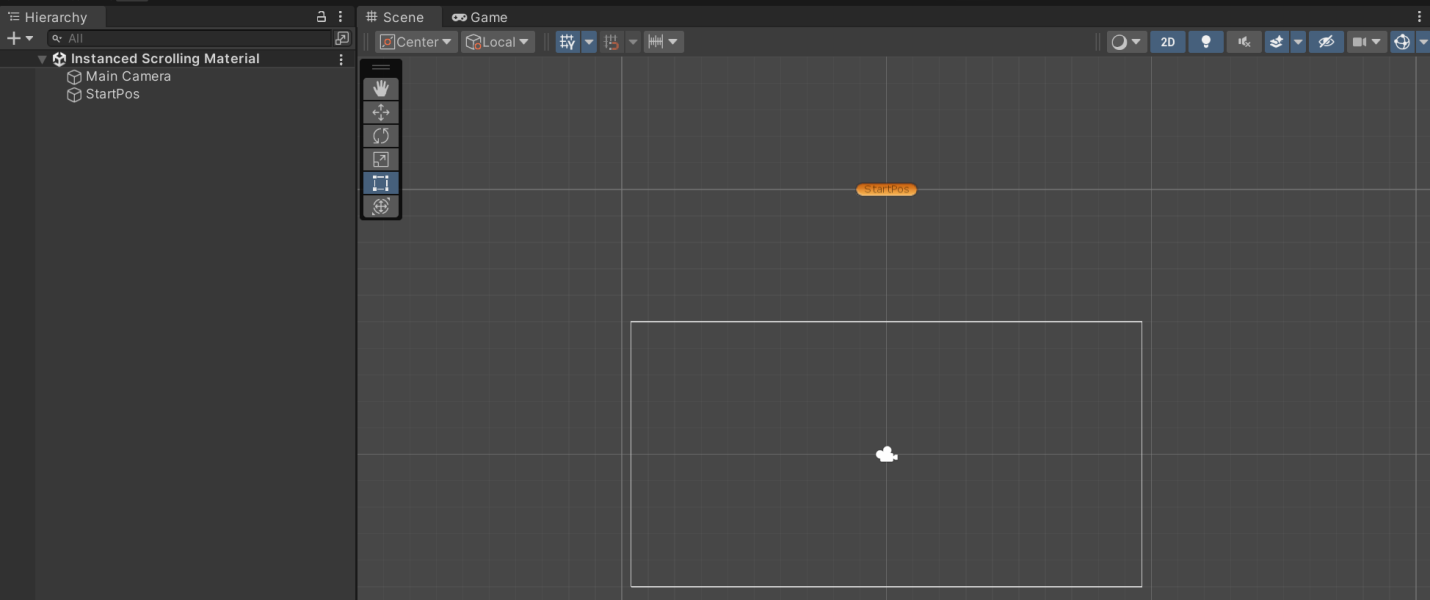 Hierarchy
Scene
Game
All
Center
Local
2D
Instanced Scrolling Material
Main Camera
StartPos
StartPos